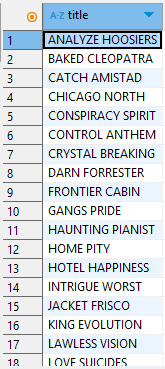 A-Z title
1 ANALYZE HOOSIERS
2 BAKED CLEOPATRA
3 CATCH AMISTAD
4 CHICAGO NORTH
5 CONSPIRACY SPIRIT
6 CONTROL ANTHEM
7 CRYSTAL BREAKING
8 DARN FORRESTER
9 FRONTIER CABIN
10 GANGS PRIDE
11 HAUNTING PIANIST
12 HOME PITY
13 HOTEL HAPPINESS
14 INTRIGUE WORST
15 JACKET FRISCO
16 KING EVOLUTION
17 LAWLESS VISION
18 LOVE SUICIDES